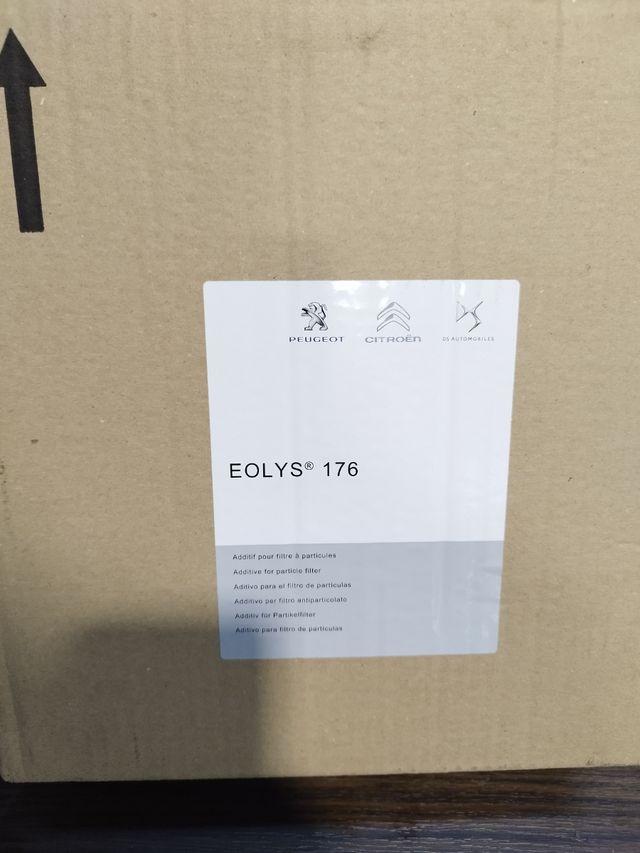 PEUGEOT CITROËN DS AUTOMOBILES
EOLYS® 176
Additif pour filtre à particules
Additive for particle filter
Aditivo para el filtro de partículas
Additivo per filtro antiparticolato
Additiv für Partikelfilter
Aditivo para filtro de partículas